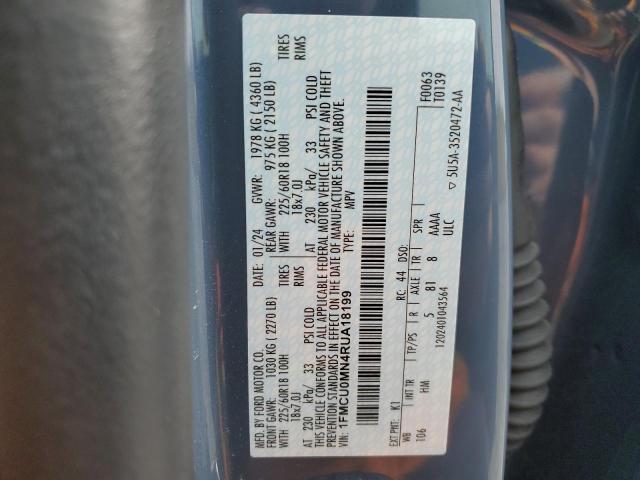 MFD. BY FORD MOTOR CO. DATE: 01/24 GVWR: 1978 KG ( 4360 LB)
FRONT GAWR: 1030 KG ( 2270 LB) REAR GAWR: 975 KG ( 2150 LB)
WITH 225/60R18 100H TIRES WITH 225/60R18 100H TIRES
18x7.0J RIMS 18x7.0J RIMS
AT 230 kPa/ 33 PSI COLD AT 230 kPa/ 33 PSI COLD
THIS VEHICLE CONFORMS TO ALL APPLICABLE FEDERAL MOTOR VEHICLE SAFETY AND THEFT
PREVENTION STANDARDS IN EFFECT ON THE DATE OF MANUFACTURE SHOWN ABOVE.
VIN: 1FMCU0MN4RUA18199 TYPE: MPV
F0063
T0139
EXT PNT: K1 RC: 44 DSO:
WB INT TR TP/PS R AXLE TR SPR
106 HM 5 81 8 AAAA
1202401043564 ULC
▽ 5U5A-3520472-AA